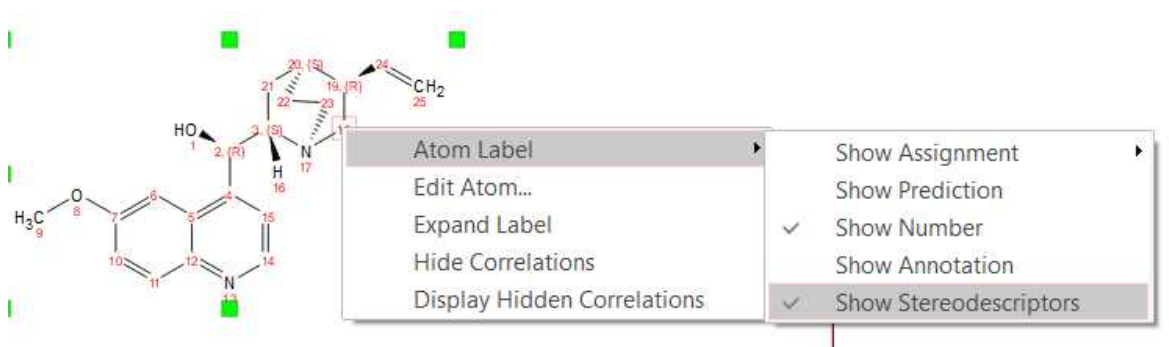 20, (S)
24
21
19, (R)
CH2
25
22
23
HO
1
3, (S)
2, (R)
N
17
H
16
O
8
6
4
H3C
9
7
5
15
10
12
14
11
N
13
Atom Label
Edit Atom...
Expand Label
Hide Correlations
Display Hidden Correlations
Show Assignment
Show Prediction
Show Number
Show Annotation
Show Stereodescriptors